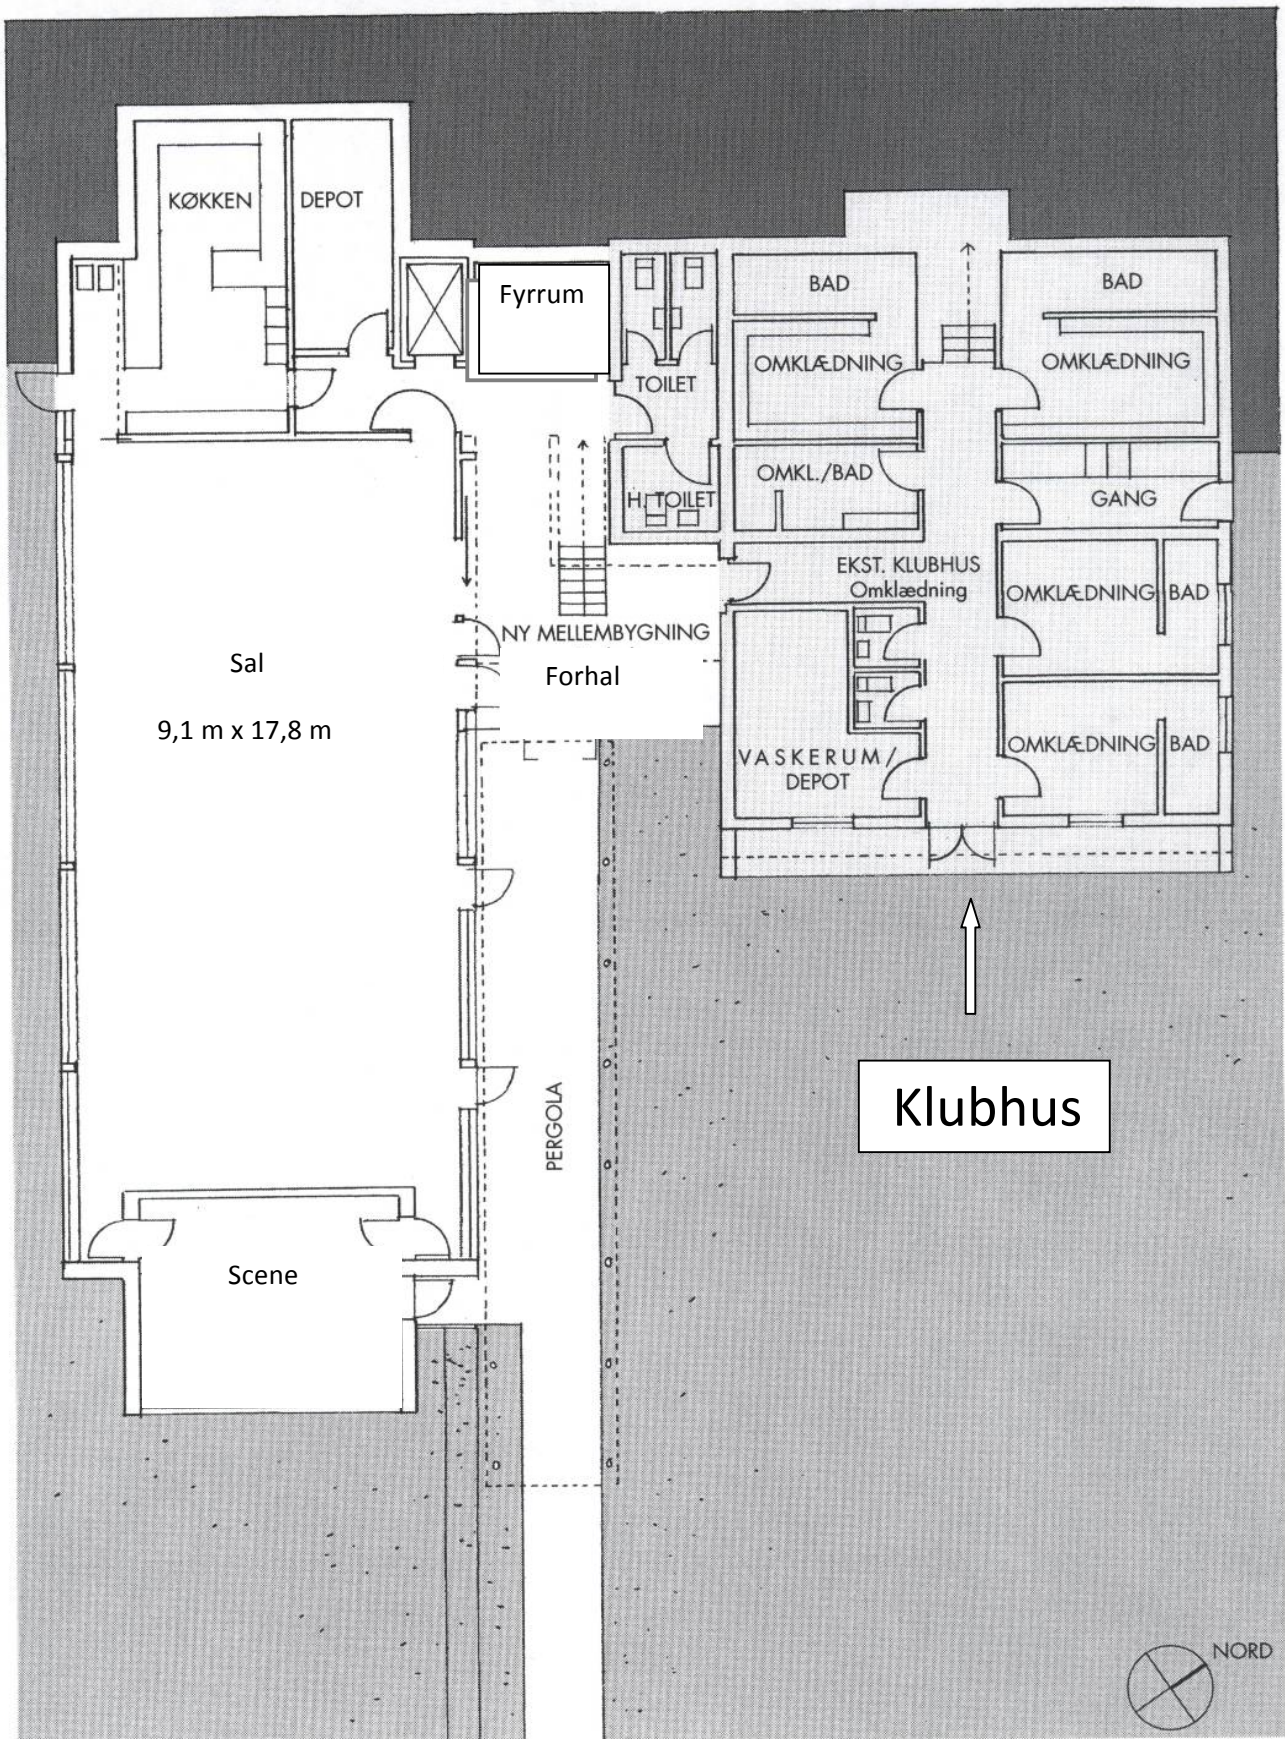 KØKKEN
DEPOT
Fyrrum
TOILET
H. TOILET
BAD
OMKLÆDNING
BAD
OMKLÆDNING
OMKL./BAD
GANG
EKST. KLUBHUS
Omklædning
OMKLÆDNING
BAD
NY MELLEMBYGNING
Forhal
Sal
9,1 m x 17,8 m
VASKERUM/
DEPOT
OMKLÆDNING
BAD
PERGOLA
Klubhus
Scene
NORD